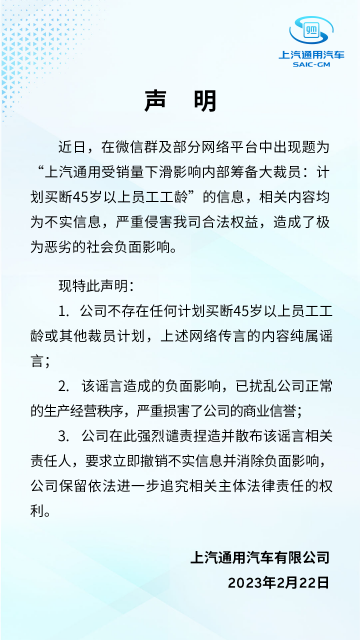 上汽通用汽车
SAIC-GM
声 明
近日，在微信群及部分网络平台中出现题为
“上汽通用受销量下滑影响内部筹备大裁员：计
划买断45岁以上员工工龄”的信息，相关内容均
为不实信息，严重侵害我司合法权益，造成了极
为恶劣的社会负面影响。
现特此声明：
1. 公司不存在任何计划买断45岁以上员工工
龄或其他裁员计划，上述网络传言的内容纯属谣
言；
2. 该谣言造成的负面影响，已扰乱公司正常
的生产经营秩序，严重损害了公司的商业信誉；
3. 公司在此强烈谴责捏造并散布该谣言相关
责任人，要求立即撤销不实信息并消除负面影响，
公司保留依法进一步追究相关主体法律责任的权
利。
上汽通用汽车有限公司
2023年2月22日